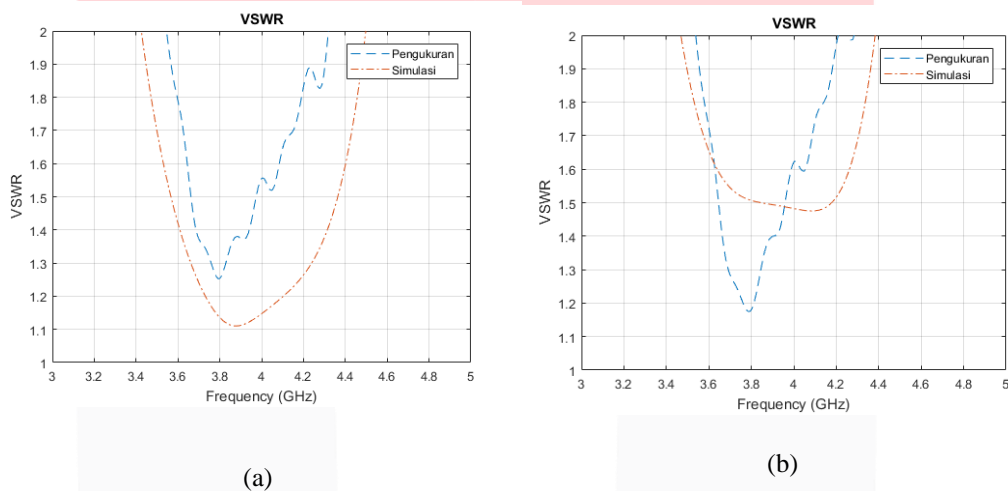 VSWR
2
1.9
1.8
1.7
1.6
1.5
1.4
1.3
1.2
1.1
1
VSWR
Pengukuran
Simulasi
3 3.2 3.4 3.6 3.8 4 4.2 4.4 4.6 4.8 5
Frequency (GHz)
(a)
VSWR
2
1.9
1.8
1.7
1.6
1.5
1.4
1.3
1.2
1.1
1
VSWR
Pengukuran
Simulasi
3 3.2 3.4 3.6 3.8 4 4.2 4.4 4.6 4.8 5
Frequency (GHz)
(b)